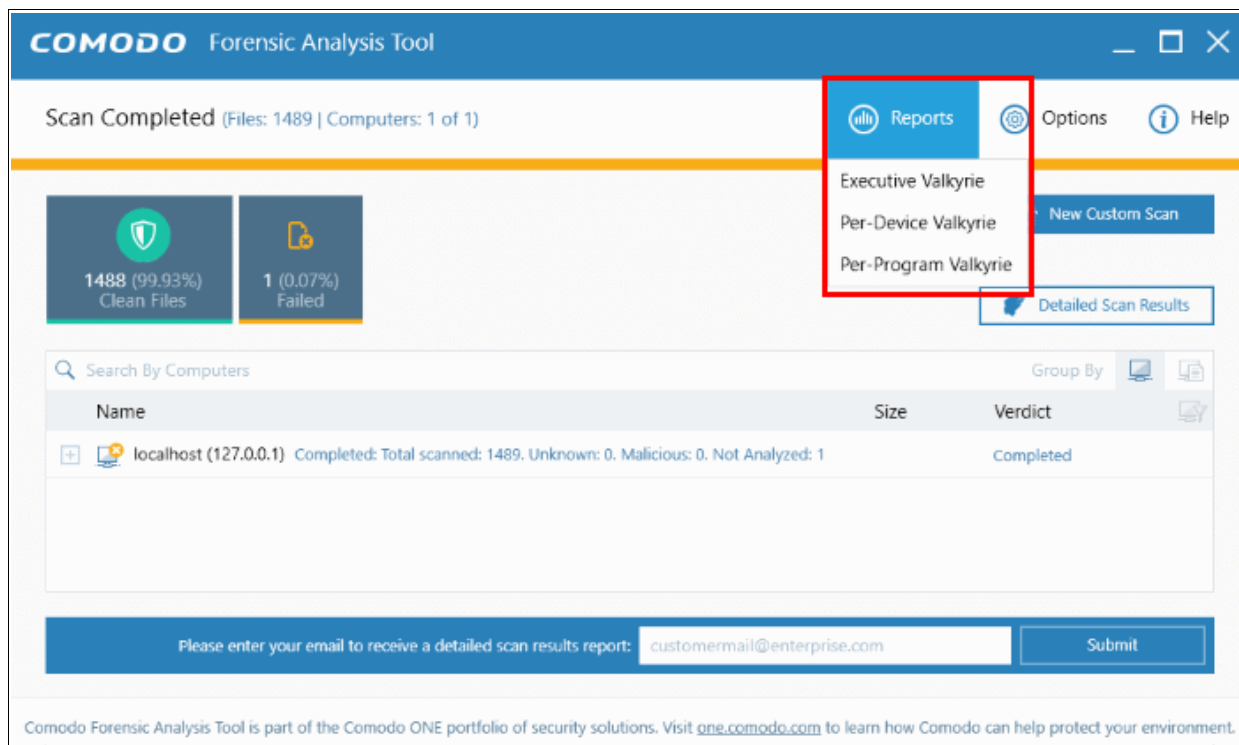 COMODO Forensic Analysis Tool
Scan Completed (Files: 1489 | Computers: 1 of 1)
Reports
Options
Help
Executive Valkyrie
Per-Device Valkyrie
Per-Program Valkyrie
New Custom Scan
1488 (99.93%)
Clean Files
1 (0.07%)
Failed
Detailed Scan Results
Search By Computers
Group By
Name
Size
Verdict
localhost (127.0.0.1) Completed: Total scanned: 1489. Unknown: 0. Malicious: 0. Not Analyzed: 1
Completed
Please enter your email to receive a detailed scan results report:
customermail@enterprise.com
Submit
Comodo Forensic Analysis Tool is part of the Comodo ONE portfolio of security solutions. Visit one.comodo.com to learn how Comodo can help protect your environment.